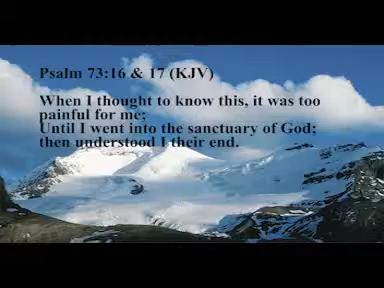 Psalm 73:16 & 17 (KJV)
When I thought to know this, it was too
painful for me;
Until I went into the sanctuary of God;
then understood I their end.